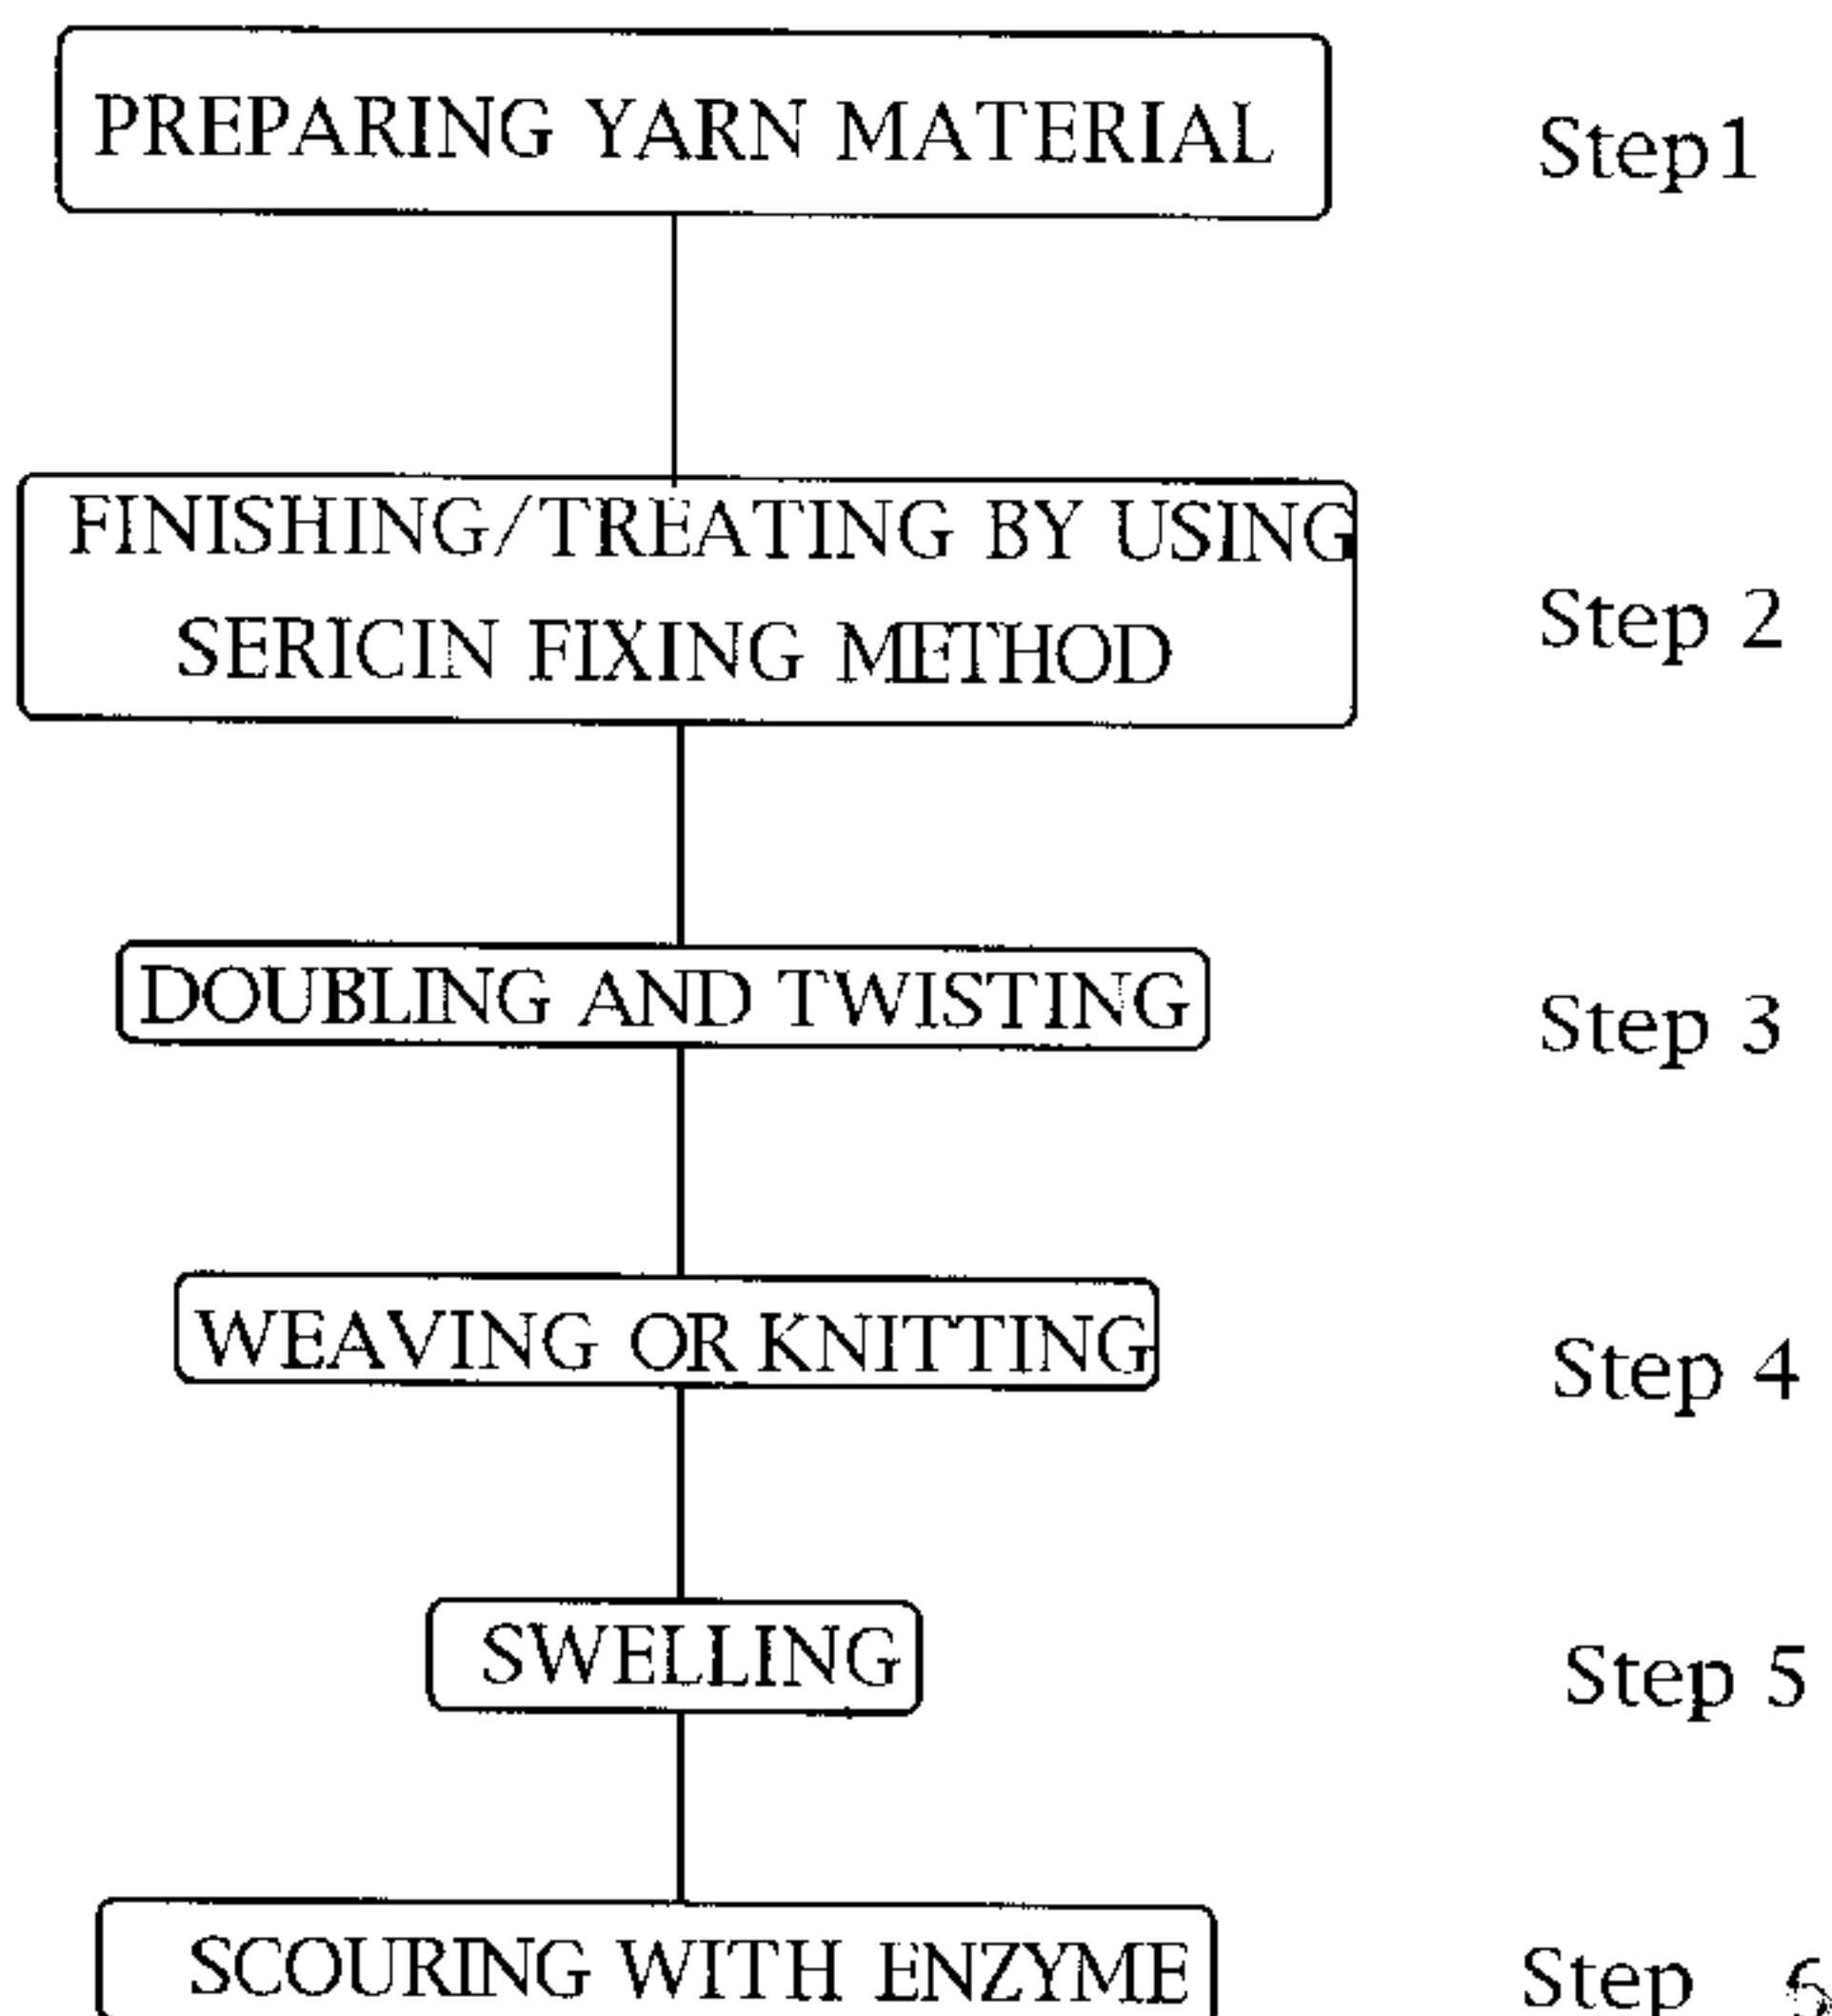 PREPARING YARN MATERIAL Step1
FINISHING/TREATING BY USING
SERICIN FIXING METHOD Step 2
DOUBLING AND TWISTING Step 3
WEAVING OR KNITTING Step 4
SWELLING Step 5
SCOURING WITH ENZYME Step 6